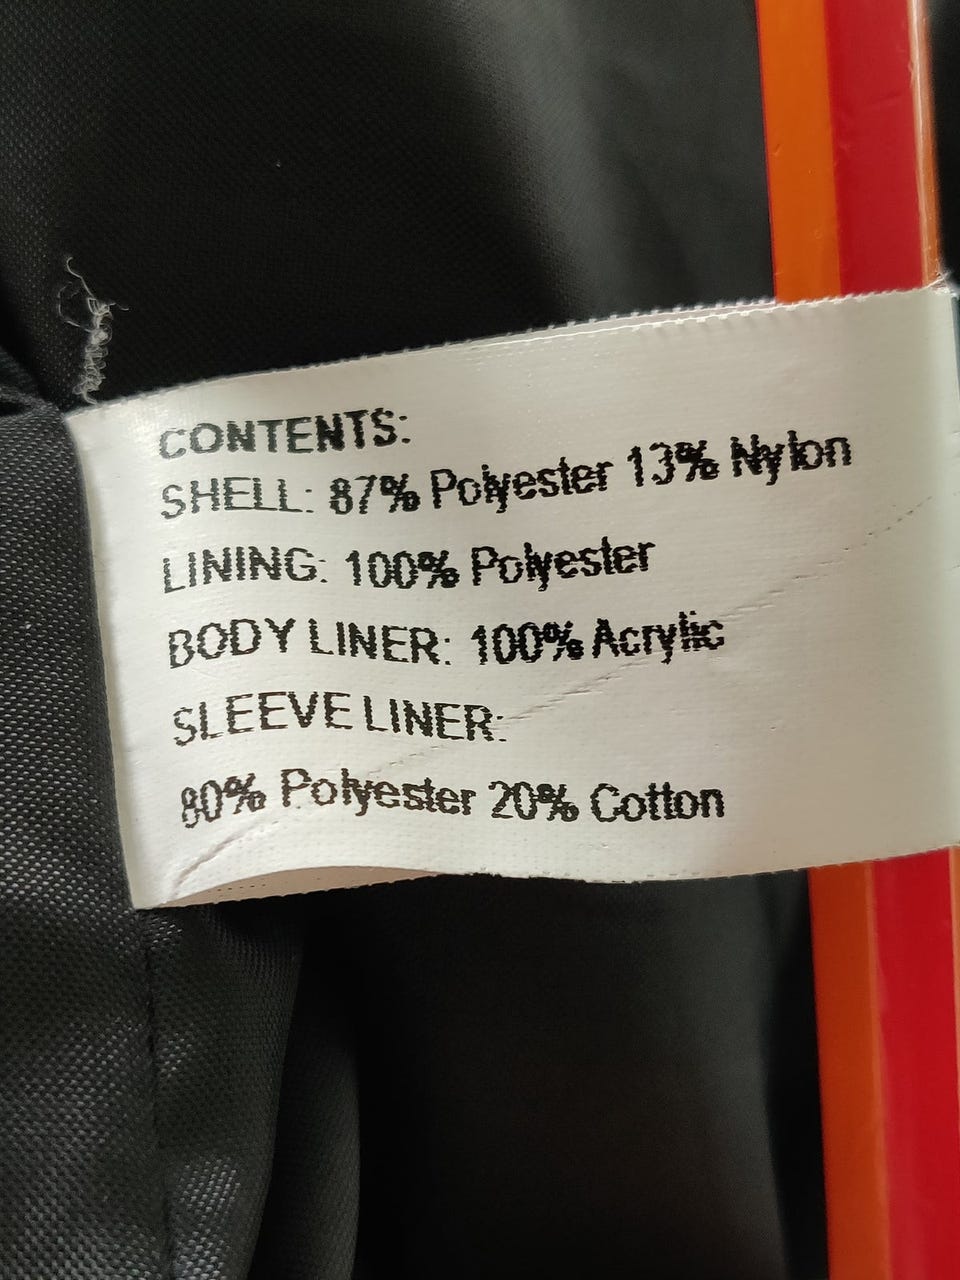 CONTENTS:
SHELL: 87% Polyester 13% Nylon
LINING: 100% Polyester
BODY LINER: 100% Acrylic
SLEEVE LINER:
80% Polyester 20% Cotton